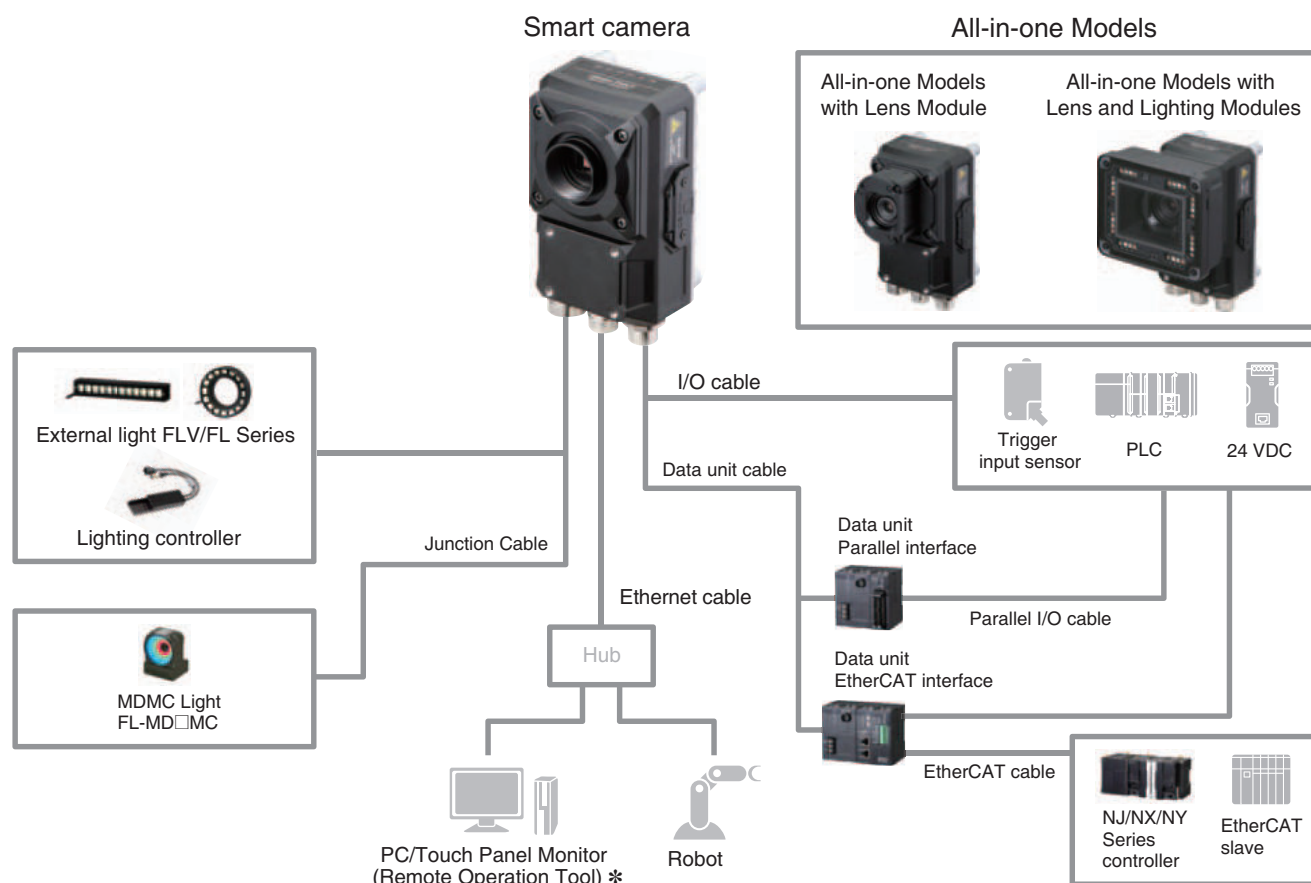 Smart camera
All-in-one Models
All-in-one Models
with Lens Module
All-in-one Models with
Lens and Lighting Modules
External light FLV/FL Series
Lighting controller
Junction Cable
MDMC Light
FL-MD□MC
Ethernet cable
Hub
PC/Touch Panel Monitor
(Remote Operation Tool) *
Robot
I/O cable
Data unit cable
Trigger
input sensor
PLC
24 VDC
Data unit
Parallel interface
Parallel I/O cable
Data unit
EtherCAT interface
EtherCAT cable
NJ/NX/NY
Series
controller
EtherCAT
slave